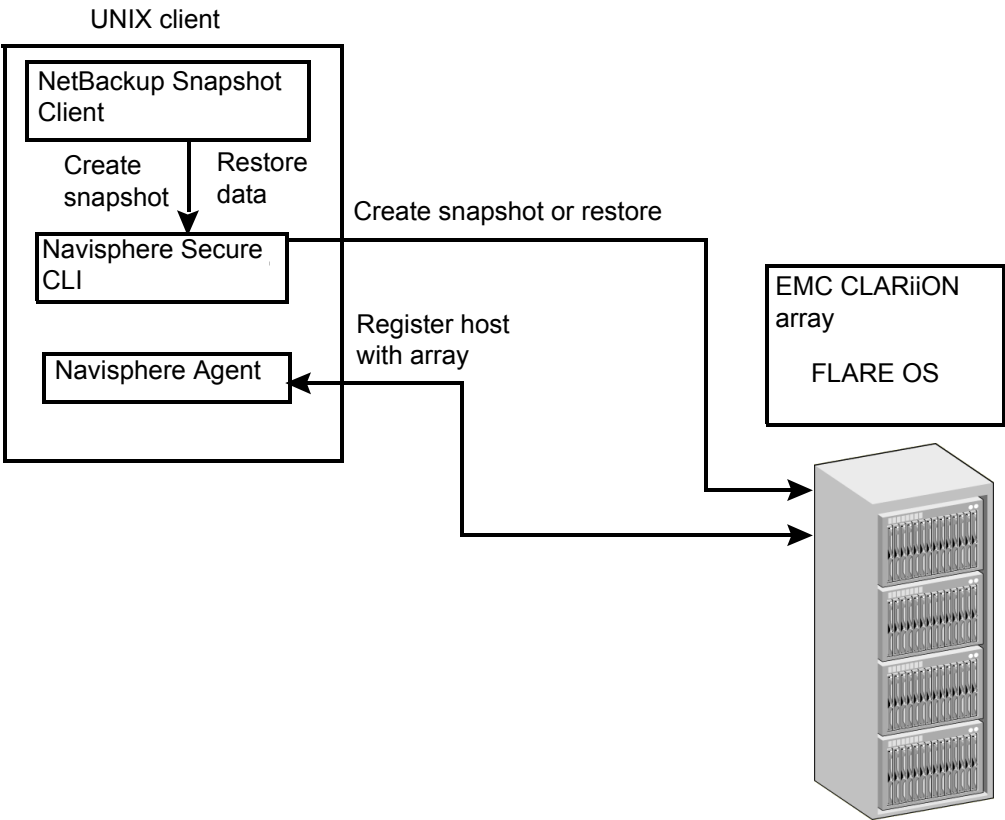 UNIX client
NetBackup Snapshot
Client
Create
snapshot
Restore
data
Create snapshot or restore
Navisphere Secure
CLI
EMC CLARiiON
array
FLARE OS
Register host
with array
Navisphere Agent